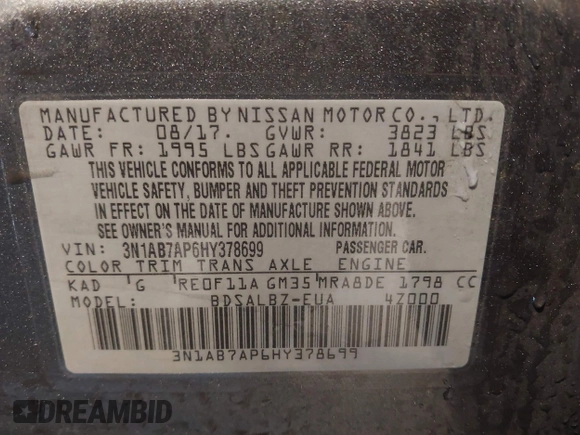 MANUFACTURED BY NISSAN MOTOR CO., LTD.
DATE: 08/17. GVWR: 3823 LBS
GAWR FR: 1995 LBS GAWR RR: 1841 LBS
THIS VEHICLE CONFORMS TO ALL APPLICABLE FEDERAL MOTOR
VEHICLE SAFETY, BUMPER AND THEFT PREVENTION STANDARDS
IN EFFECT ON THE DATE OF MANUFACTURE SHOWN ABOVE.
SEE OWNER'S MANUAL FOR ADDITIONAL INFORMATION.
VIN: 3N1AB7AP6HY378699 PASSENGER CAR.
COLOR TRIM TRANS AXLE ENGINE
KAD G RE0F11A GM35 MRA8DE 1798 CC
MODEL: BDSALBZ-EUA 4Z000
3N1AB7AP6HY378699
DREAMBID